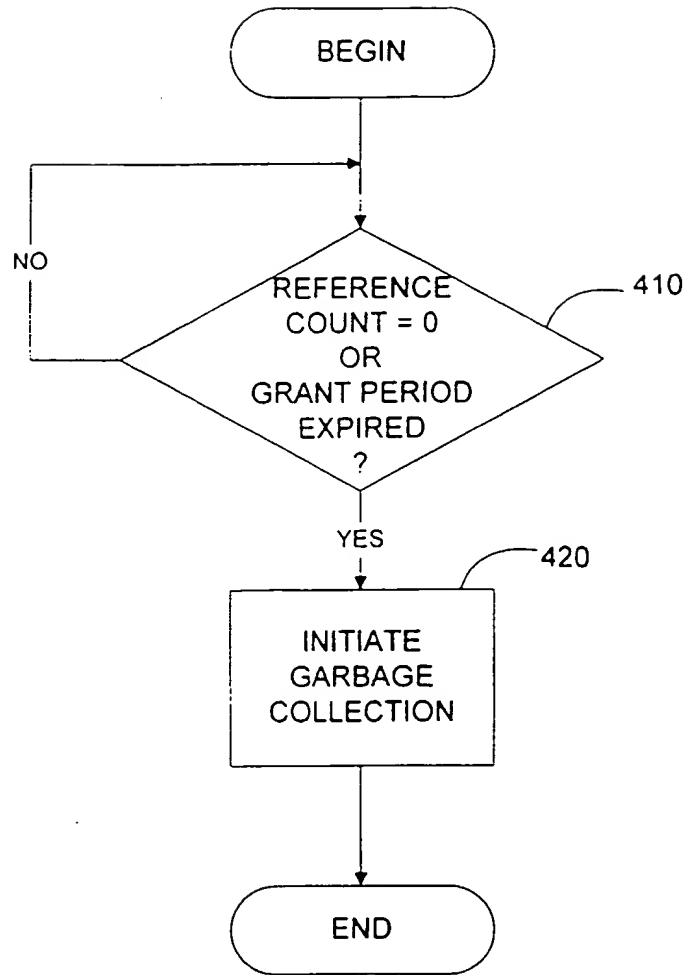 BEGIN
NO
REFERENCE
COUNT = 0
OR
GRANT PERIOD
EXPIRED
?
410
YES
420
INITIATE
GARBAGE
COLLECTION
END